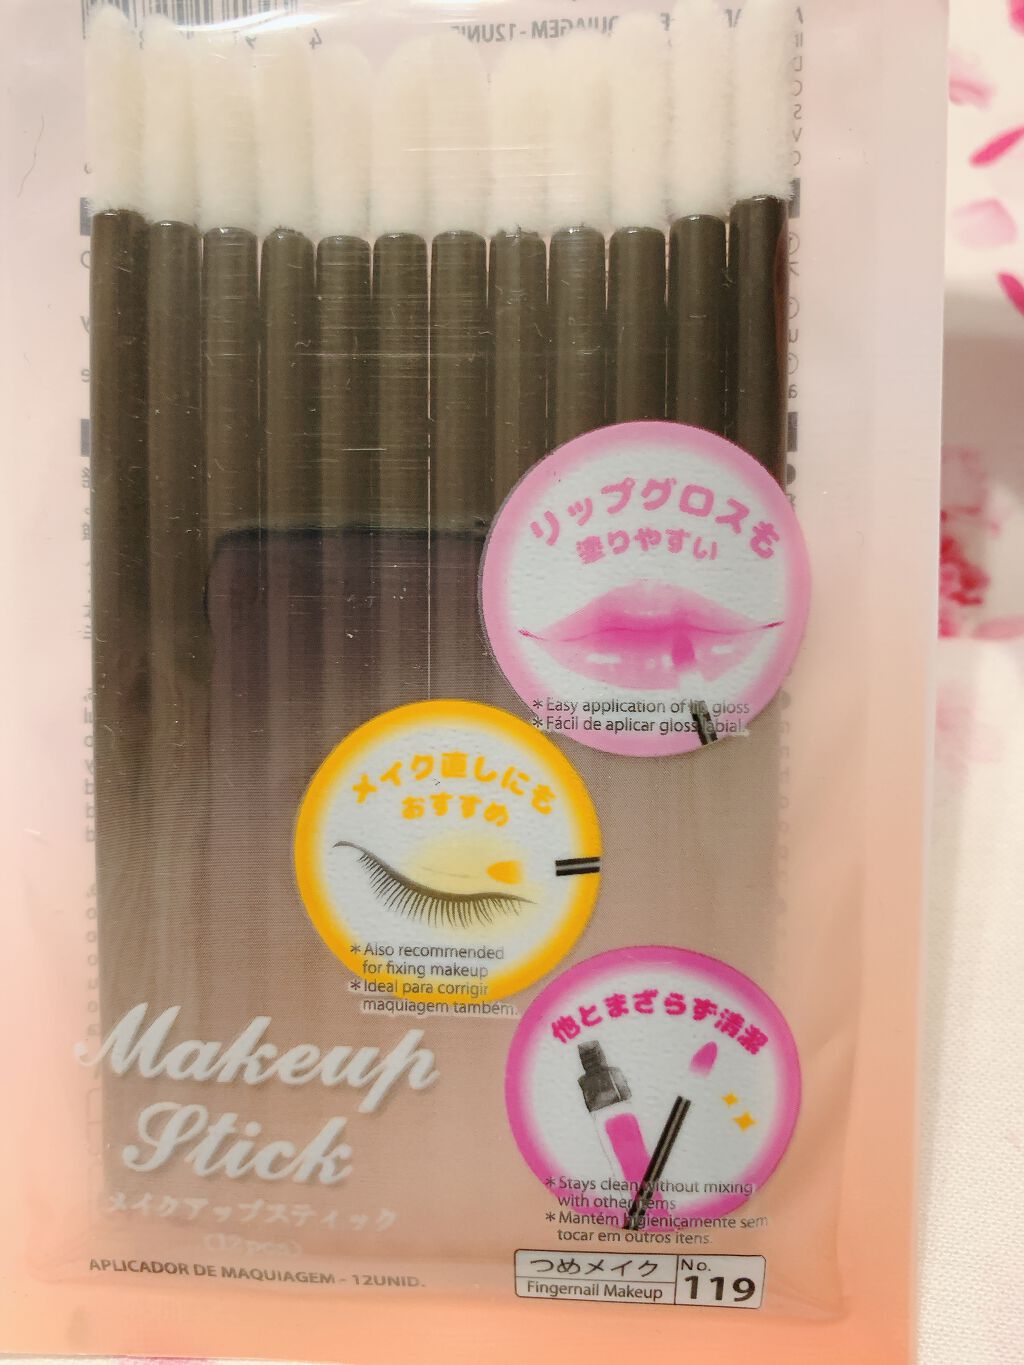 リップグロスも
塗りやすい
＊Easy application of lip gloss
＊Fácil de aplicar gloss labial.
メイク直しにも
おすすめ
＊Also recommended
for fixing makeup
＊Ideal para corrigir
maquiagem também.
他とまざらず清潔
＊Stays clean without mixing
with other items
＊Mantém higienicamente sem
tocar em outros itens.
Makeup
Stick
メイクアップスティック
(12pcs)
APLICADOR DE MAQUIAGEM - 12UNID.
つめメイク
Fingernail Makeup
No.
119